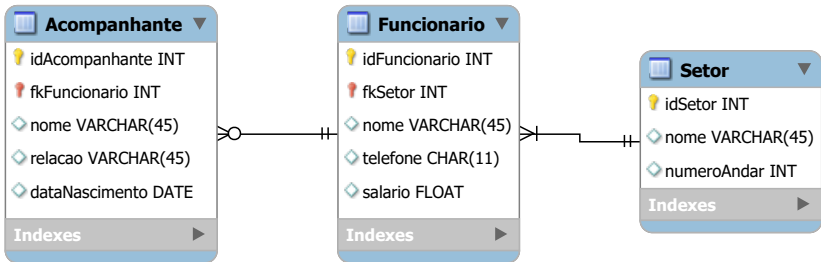 Acompanhante
idAcompanhante INT
fkFuncionario INT
nome VARCHAR(45)
relacao VARCHAR(45)
dataNascimento DATE
Indexes
Funcionario
idFuncionario INT
fkSetor INT
nome VARCHAR(45)
telefone CHAR(11)
salario FLOAT
Indexes
Setor
idSetor INT
nome VARCHAR(45)
numeroAndar INT
Indexes